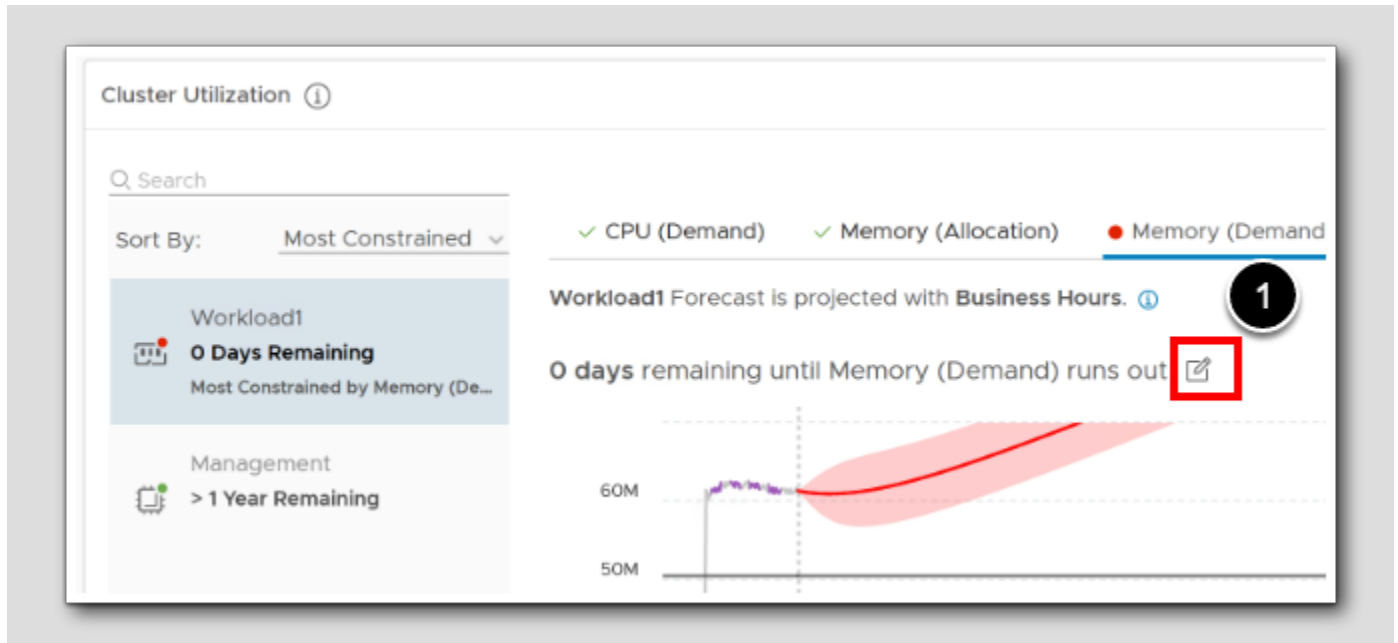 Cluster Utilization
Search
Sort By: Most Constrained
CPU (Demand) Memory (Allocation) Memory (Demand
Workload1
0 Days Remaining
Most Constrained by Memory (De...
Management
> 1 Year Remaining
Workload1 Forecast is projected with Business Hours.
1
0 days remaining until Memory (Demand) runs out
60M
50M